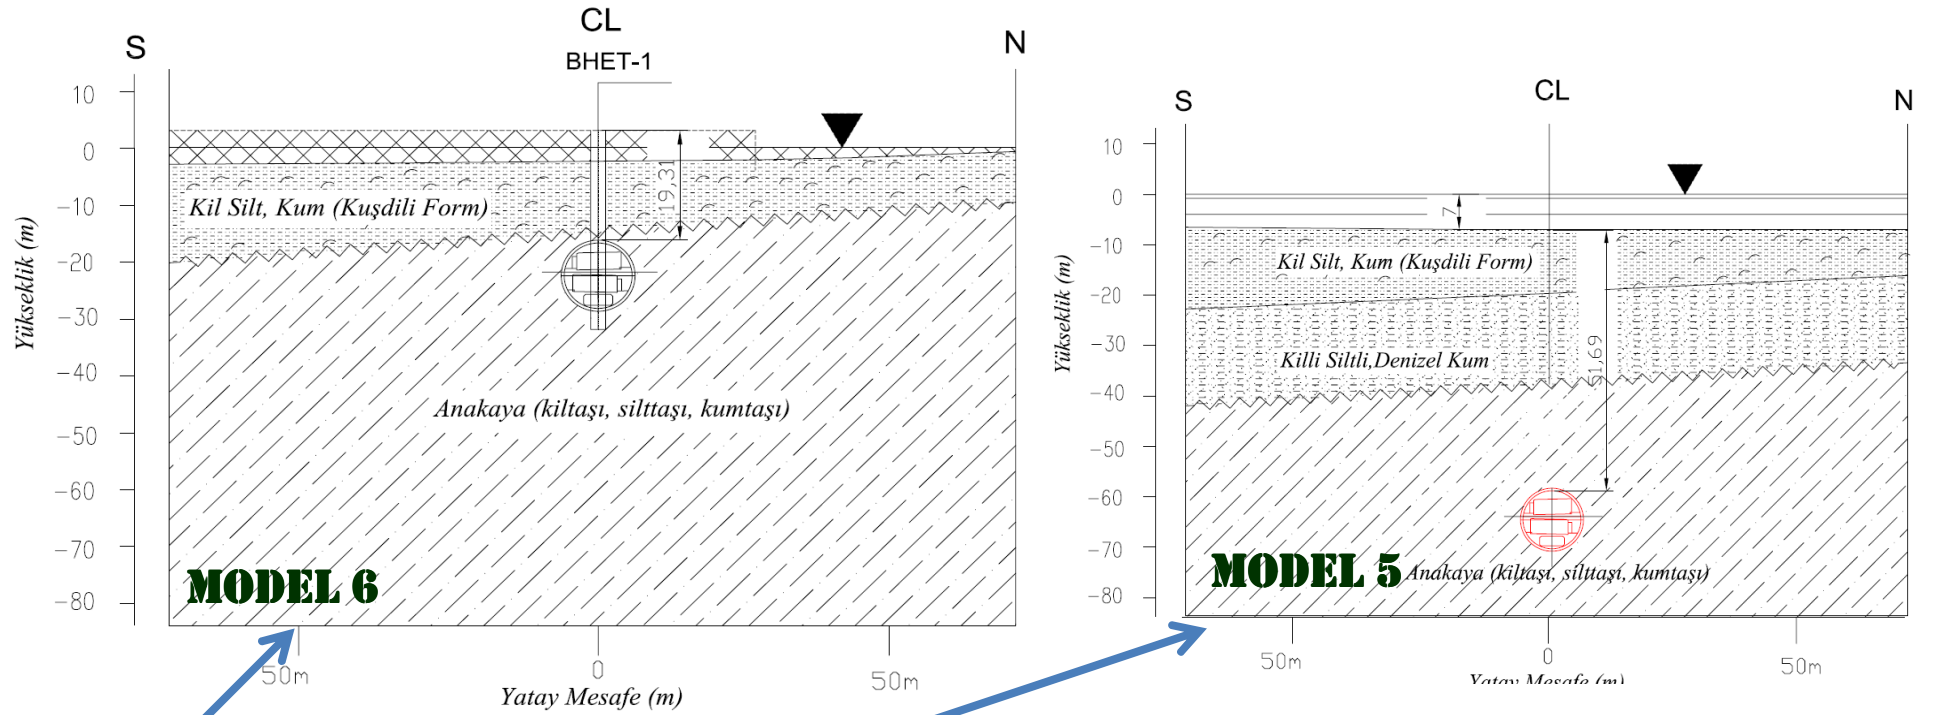 CL
BHET-1
S
N
10
0
-10
-20
-30
-40
-50
-60
-70
-80
Yükseklik (m)
19,31
Kil Silt, Kum (Kuşdili Form)
Anakaya (kiltaşı, silttaşı, kumtaşı)
MODEL 6
50m
0
50m
Yatay Mesafe (m)
CL
S
N
10
0
-10
-20
-30
-40
-50
-60
-70
-80
Yükseklik (m)
7
Kil Silt, Kum (Kuşdili Form)
Killi Siltli,Denizel Kum
51,69
MODEL 5
Anakaya (kiltaşı, silttaşı, kumtaşı)
50m
0
50m
Yatay Mesafe (m)